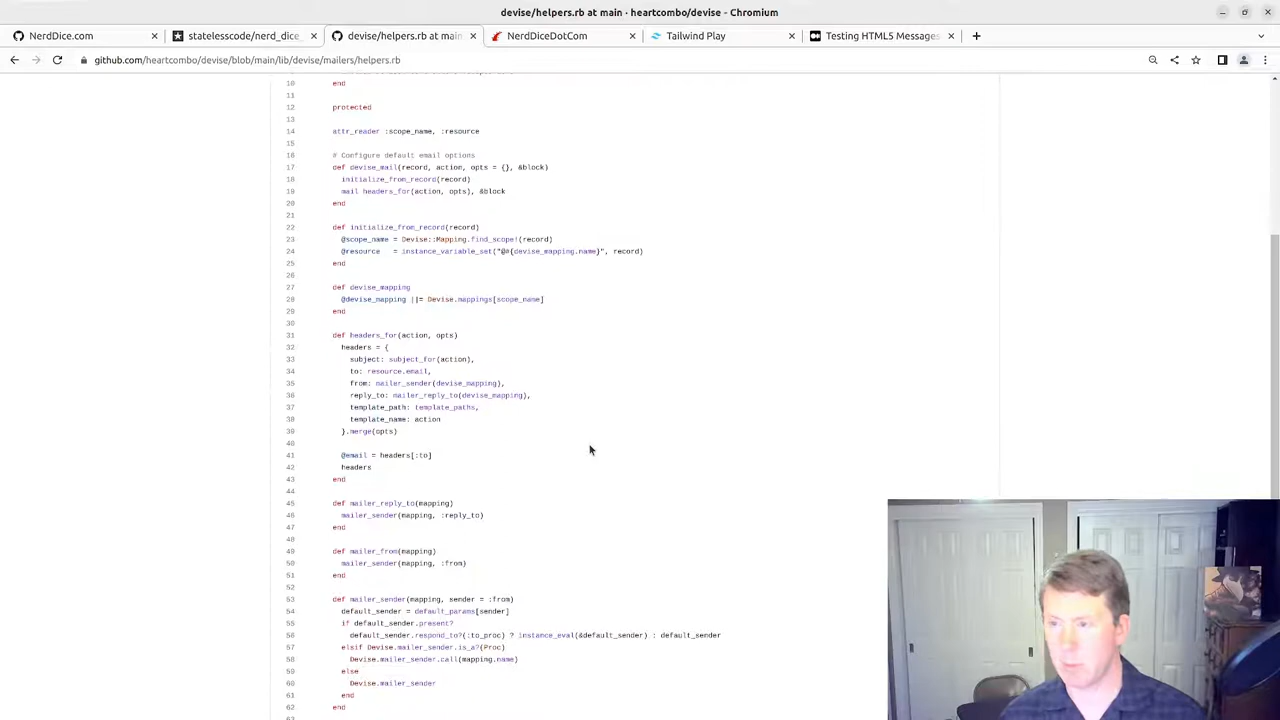 devise/helpers.rb at main · heartcombo/devise - Chromium
NerdDice.com
statelesscode/nerd_dice_
devise/helpers.rb at main
NerdDiceDotCom
Tailwind Play
Testing HTML5 Messages
github.com/heartcombo/devise/blob/main/lib/devise/mailers/helpers.rb
10
11 end
12 protected
13
14 attr_reader :scope_name, :resource
15
16 # Configure default email options
17 def devise_mail(record, action, opts = {}, &block)
18 initialize_from_record(record)
19 mail headers_for(action, opts), &block
20 end
21
22 def initialize_from_record(record)
23 @scope_name = Devise::Mapping.find_scope!(record)
24 @resource = instance_variable_set("@#{devise_mapping.name}", record)
25 end
26
27 def devise_mapping
28 @devise_mapping ||= Devise.mappings[scope_name]
29 end
30
31 def headers_for(action, opts)
32 headers = {
33 subject: subject_for(action),
34 to: resource.email,
35 from: mailer_sender(devise_mapping),
36 reply_to: mailer_reply_to(devise_mapping),
37 template_path: template_paths,
38 template_name: action
39 }.merge(opts)
40
41 @email = headers[:to]
42 headers
43 end
44
45 def mailer_reply_to(mapping)
46 mailer_sender(mapping, :reply_to)
47 end
48
49 def mailer_from(mapping)
50 mailer_sender(mapping, :from)
51 end
52
53 def mailer_sender(mapping, sender = :from)
54 default_sender = default_params[sender]
55 if default_sender.present?
56 default_sender.respond_to?(:to_proc) ? instance_eval(&default_sender) : default_sender
57 elsif Devise.mailer_sender.is_a?(Proc)
58 Devise.mailer_sender.call(mapping.name)
59 else
60 Devise.mailer_sender
61 end
62 end